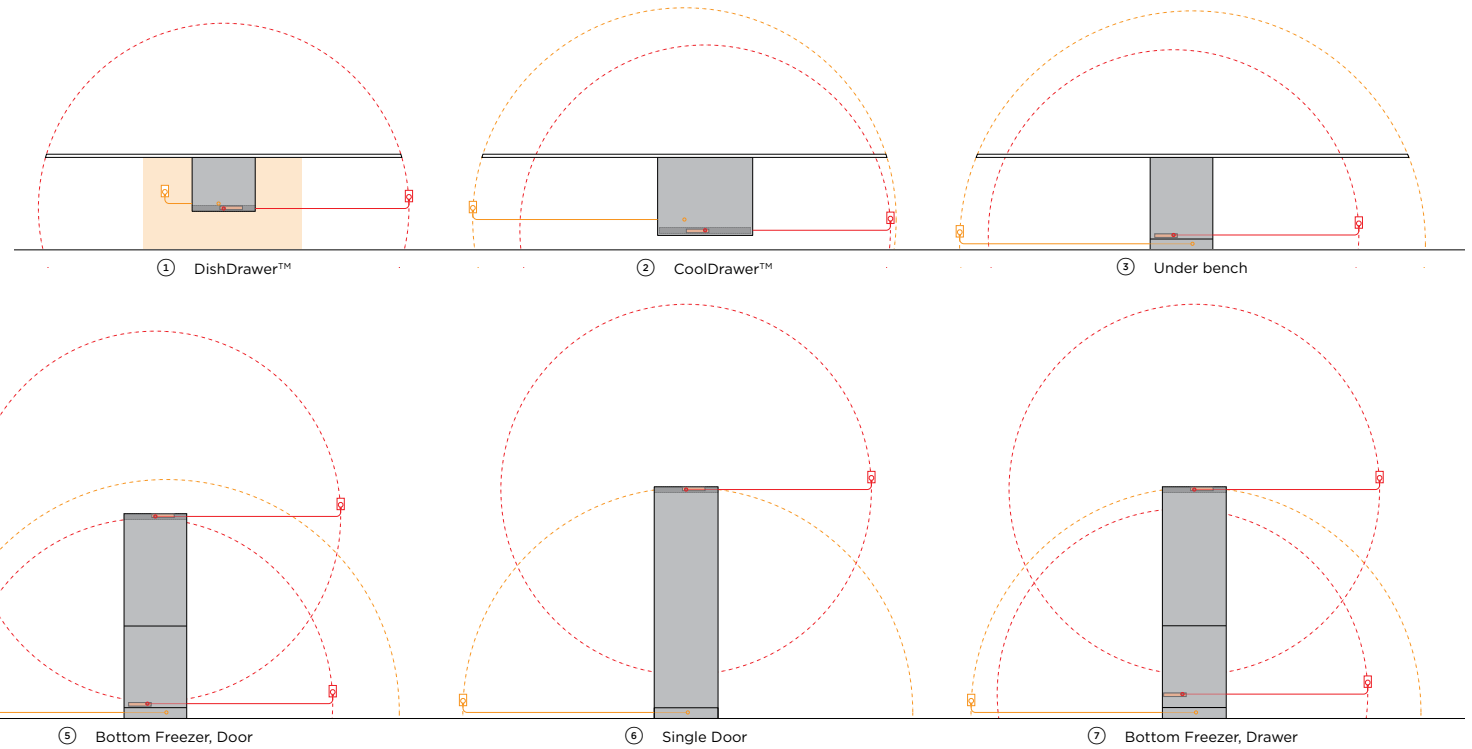 ① DishDrawer™
② CoolDrawer™
③ Under bench
⑤ Bottom Freezer, Door
⑥ Single Door
⑦ Bottom Freezer, Drawer